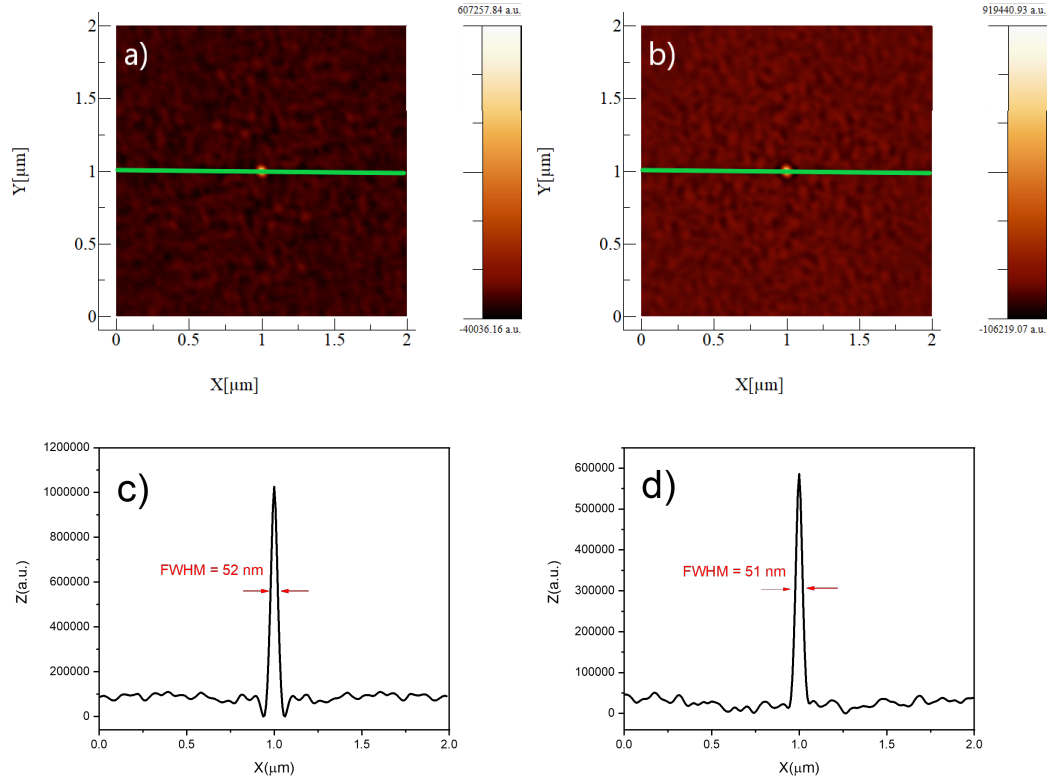 607257.84 a.u.
919440.93 a.u.
2
a)
1.5
1
0.5
0
Y[µm]
-40036.16 a.u.
0
0.5
1
1.5
2
X[µm]
2
b)
1.5
1
0.5
0
Y[µm]
-106219.07 a.u.
0
0.5
1
1.5
2
X[µm]
1200000
1000000
800000
600000
400000
200000
0
Z(a.u.)
c)
FWHM = 52 nm
0.0
0.5
1.0
1.5
2.0
X(µm)
600000
500000
400000
300000
200000
100000
0
Z(a.u.)
d)
FWHM = 51 nm
0.0
0.5
1.0
1.5
2.0
X(µm)